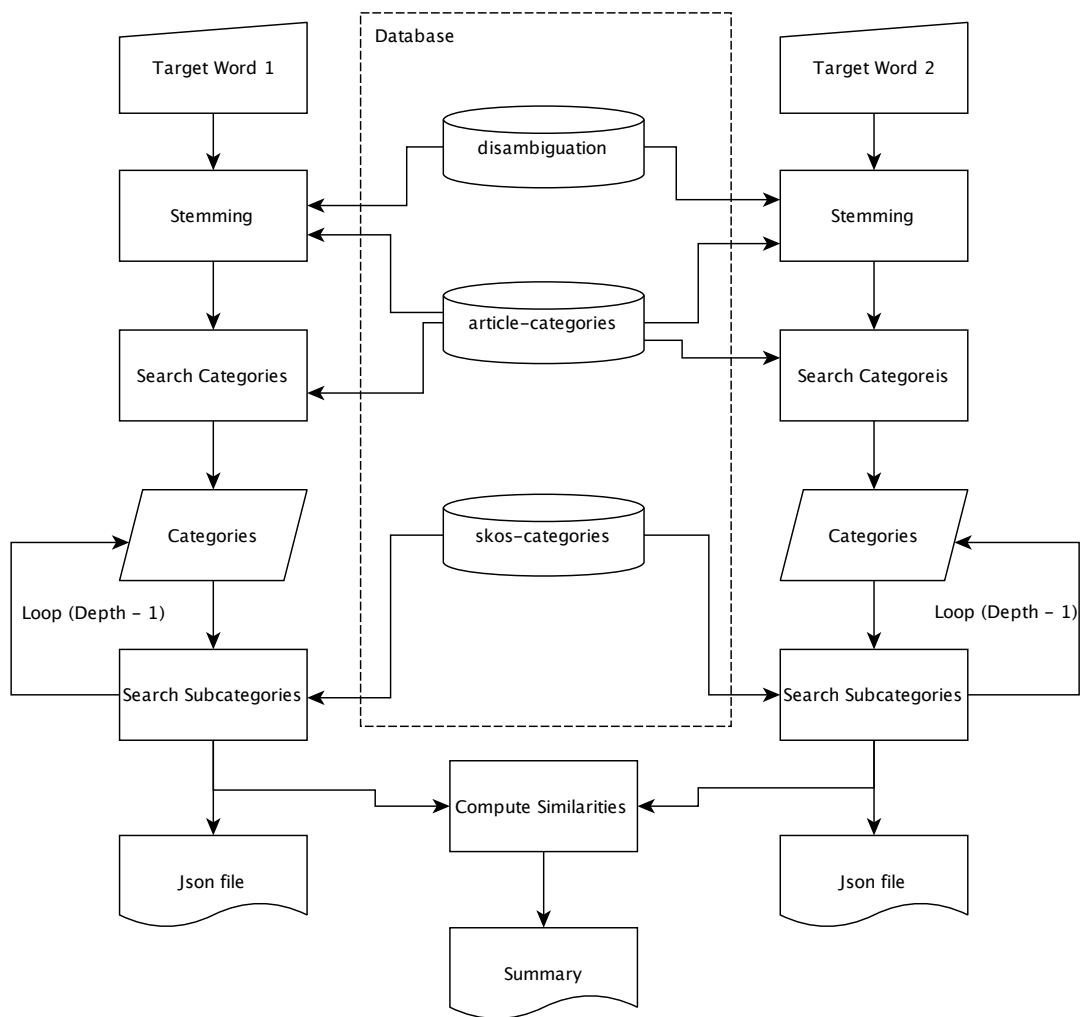 Target Word 1
Database
Target Word 2
disambiguation
Stemming
Stemming
article-categories
Search Categories
Search Categoreis
Categories
skos-categories
Categories
Loop (Depth - 1)
Loop (Depth - 1)
Search Subcategories
Search Subcategories
Compute Similarities
Json file
Json file
Summary